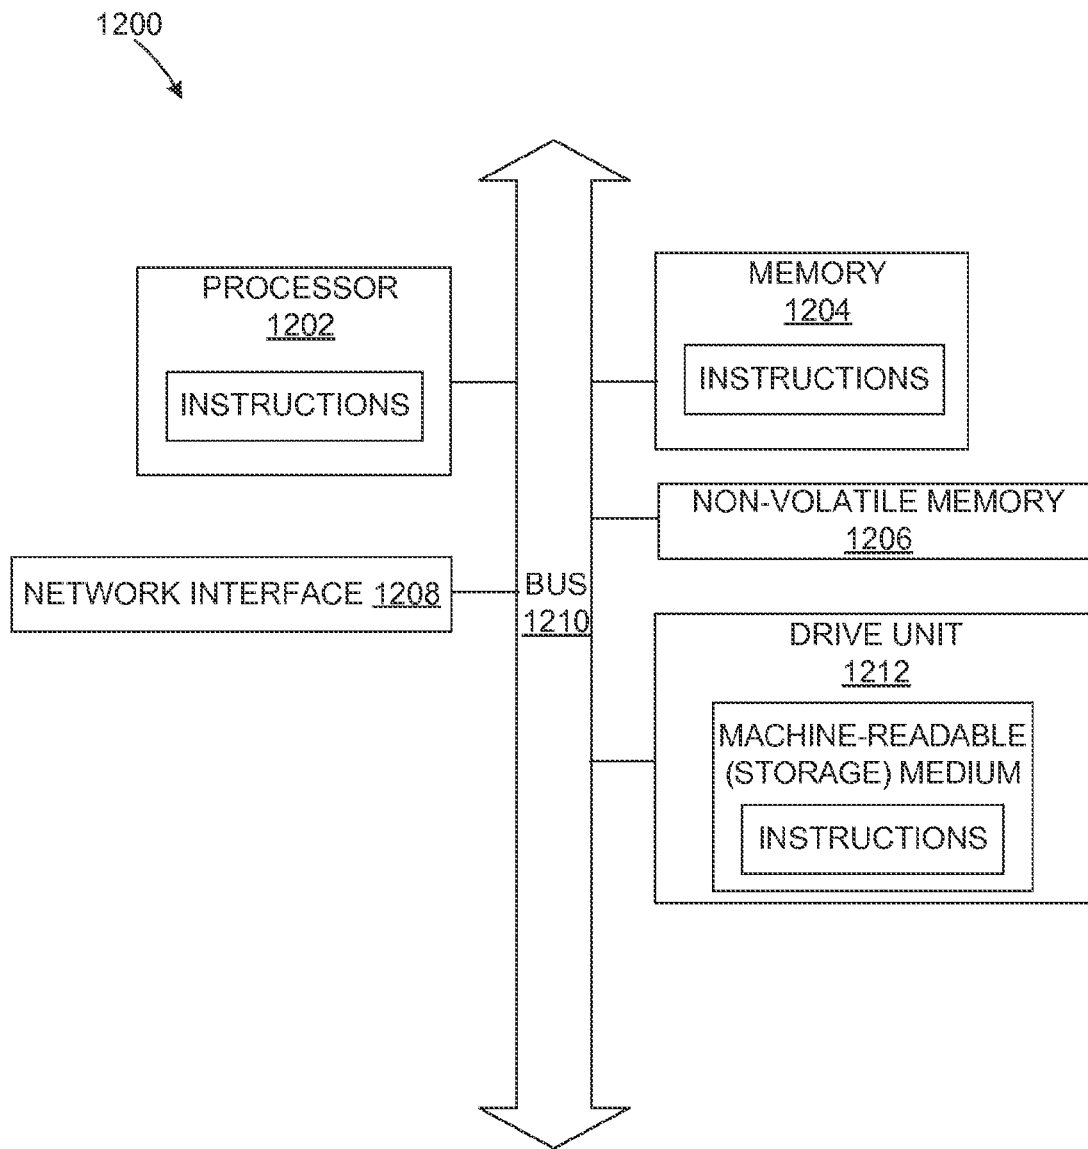 1200
PROCESSOR
1202
INSTRUCTIONS
MEMORY
1204
INSTRUCTIONS
NON-VOLATILE MEMORY
1206
NETWORK INTERFACE 1208
BUS
1210
DRIVE UNIT
1212
MACHINE-READABLE
(STORAGE) MEDIUM
INSTRUCTIONS